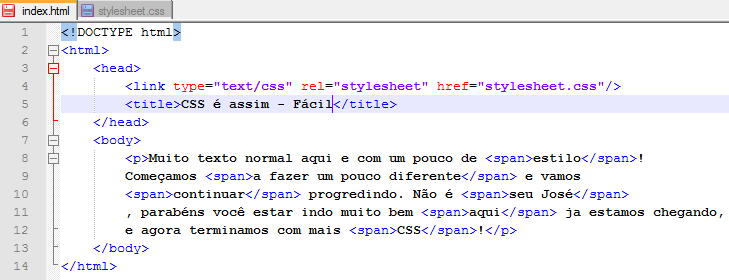 index.html stylesheet.css
1 <!DOCTYPE html>
2 <html>
3 <head>
4 <link type="text/css" rel="stylesheet" href="stylesheet.css"/>
5 <title>CSS é assim - Fácil</title>
6 </head>
7 <body>
8 <p>Muito texto normal aqui e com um pouco de <span>estilo</span>!
9 Começamos <span>a fazer um pouco diferente</span> e vamos
10 <span>continuar</span> progredindo. Não é <span>seu José</span>
11 , parabéns você estar indo muito bem <span>aqui</span> ja estamos chegando,
12 e agora terminamos com mais <span>CSS</span>!</p>
13 </body>
14 </html>